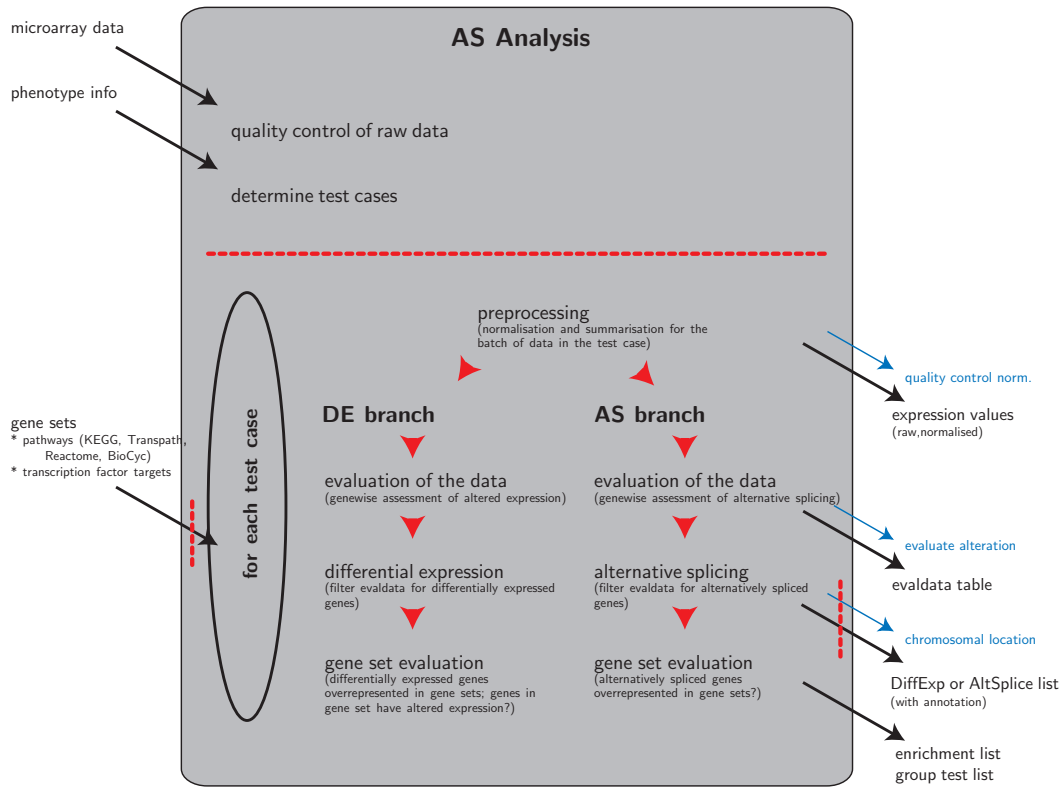 AS Analysis
microarray data
phenotype info
quality control of raw data
determine test cases
preprocessing
(normalisation and summarisation for the
batch of data in the test case)
quality control norm.
expression values
(raw,normalised)
DE branch
AS branch
gene sets
* pathways (KEGG, Transpath,
Reactome, BioCyc)
* transcription factor targets
for each test case
evaluation of the data
(genewise assessment of altered expression)
evaluation of the data
(genewise assessment of alternative splicing)
evaluate alteration
evaldata table
differential expression
(filter evaldata for differentially expressed
genes)
alternative splicing
(filter evaldata for alternatively spliced
genes)
chromosomal location
DiffExp or AltSplice list
(with annotation)
gene set evaluation
(differentially expressed genes
overrepresented in gene sets; genes in
gene set have altered expression?)
gene set evaluation
(alternatively spliced genes
overrepresented in gene sets?)
enrichment list
group test list